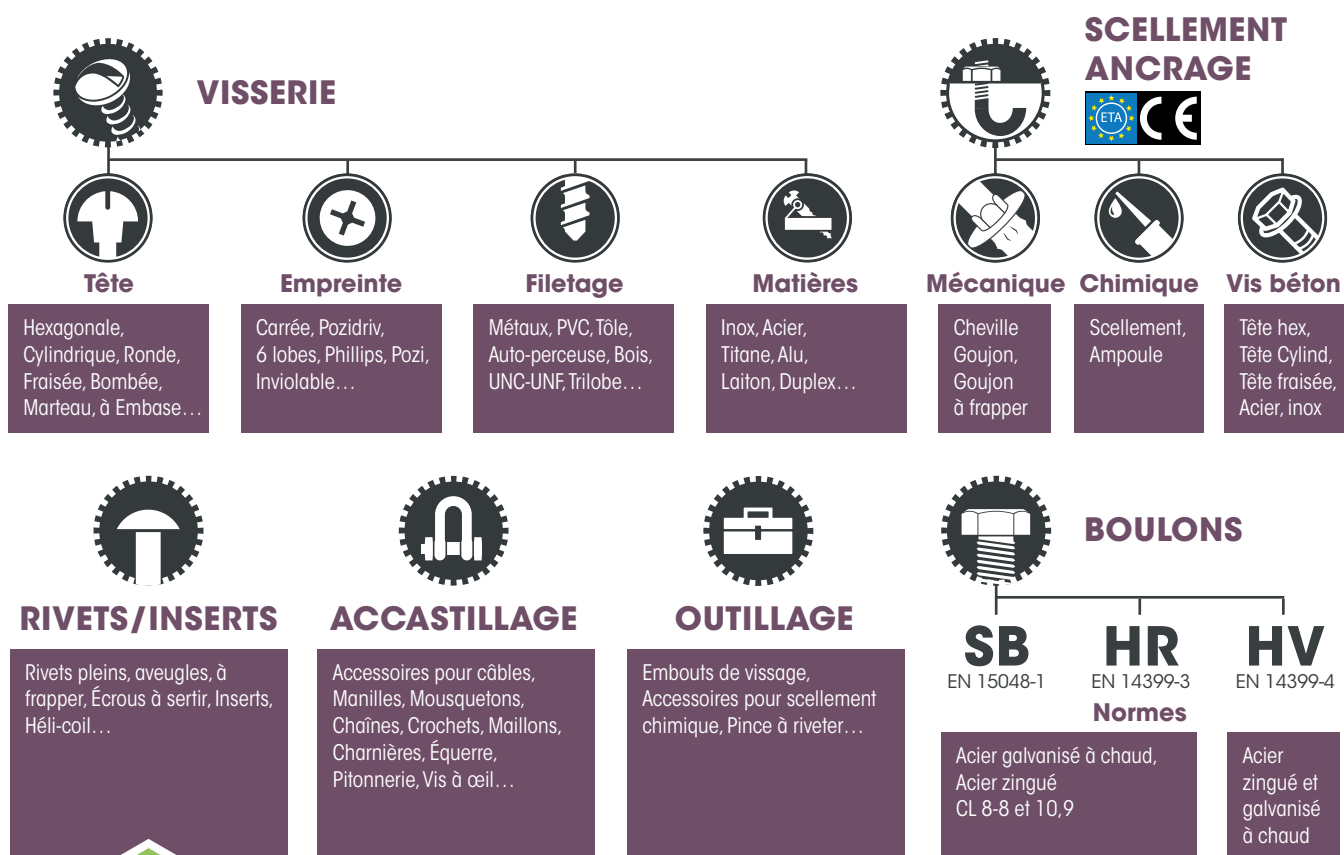 VISSERIE
Tête
Hexagonale,
Cylindrique, Ronde,
Fraisée, Bombée,
Marteau, à Embase…
Empreinte
Carrée, Pozidriv,
6 lobes, Phillips, Pozi,
Inviolable…
Filetage
Métaux, PVC, Tôle,
Auto-perceuse, Bois,
UNC-UNF, Trilobe…
Matières
Inox, Acier,
Titane, Alu,
Laiton, Duplex…
SCELLEMENT
ANCRAGE
ETA CE
Mécanique
Cheville
Goujon,
Goujon
à frapper
Chimique
Scellement,
Ampoule
Vis béton
Tête hex,
Tête Cylind,
Tête fraisée,
Acier, inox
RIVETS/INSERTS
Rivets pleins, aveugles, à
frapper, Écrous à sertir, Inserts,
Héli-coil…
ACCASTILLAGE
Accessoires pour câbles,
Manilles, Mousquetons,
Chaînes, Crochets, Maillons,
Charnières, Équerre,
Pitonnerie, Vis à œil…
OUTILLAGE
Embouts de vissage,
Accessoires pour scellement
chimique, Pince à riveter…
BOULONS
SB
EN 15048-1
HR
EN 14399-3
HV
EN 14399-4
Normes
Acier galvanisé à chaud,
Acier zingué
CL 8-8 et 10,9
Acier
zingué et
galvanisé
à chaud